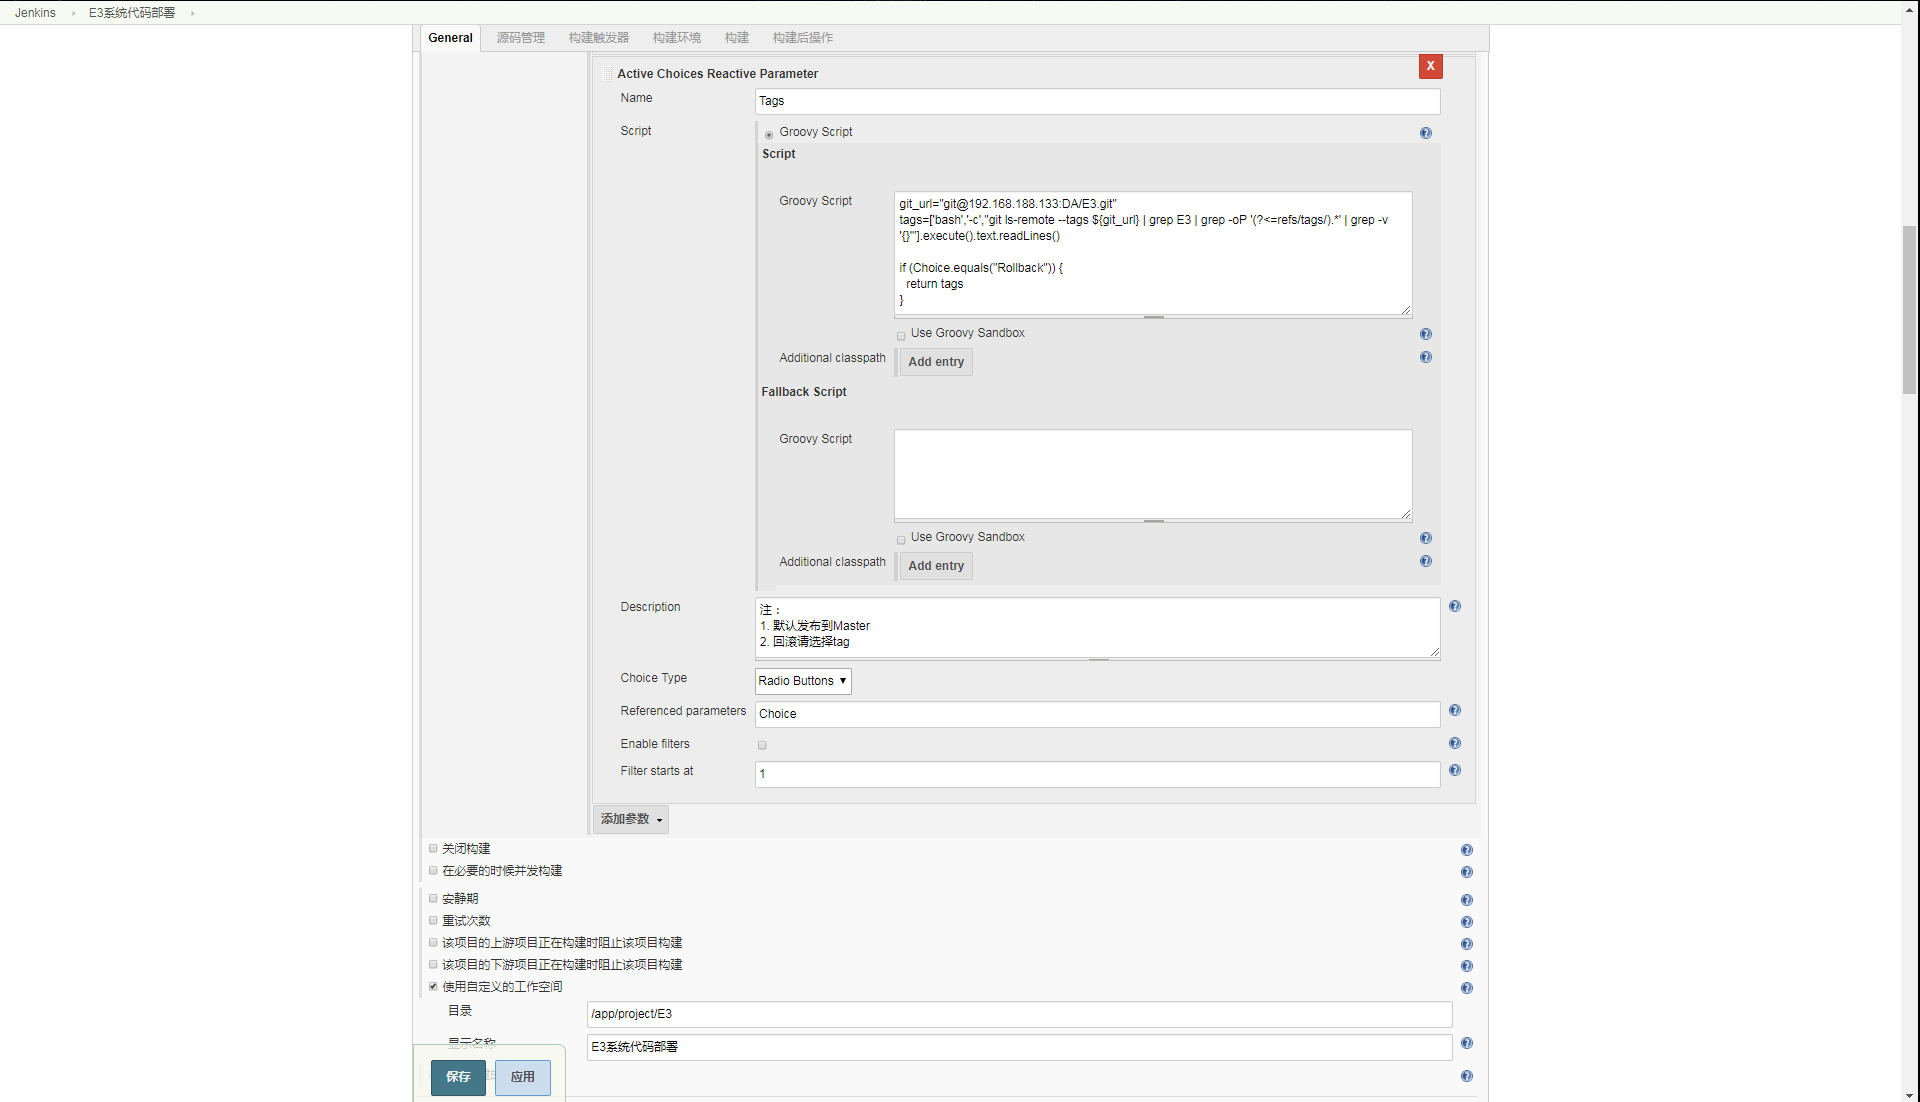 Jenkins
E3系统代码部署
General
源码管理
构建触发器
构建环境
构建
构建后操作
Active Choices Reactive Parameter
X
Name
Tags
Script
Groovy Script
Script
Groovy Script
git_url="git@192.168.188.133:DA/E3.git"
tags=['bash','-c',"git ls-remote --tags ${git_url} | grep E3 | grep -oP '(?<=refs/tags/).*' | grep -v
'{}'"].execute().text.readLines()
if (Choice.equals("Rollback")) {
return tags
}
Use Groovy Sandbox
Additional classpath
Add entry
Fallback Script
Groovy Script
Use Groovy Sandbox
Additional classpath
Add entry
Description
注：
1. 默认发布到Master
2. 回滚请选择tag
Choice Type
Radio Buttons
Referenced parameters
Choice
Enable filters
Filter starts at
1
添加参数
关闭构建
在必要的时候并发构建
安静期
重试次数
该项目的上游项目正在构建时阻止该项目构建
该项目的下游项目正在构建时阻止该项目构建
使用自定义的工作空间
目录
/app/project/E3
显示名称
E3系统代码部署
保存
应用